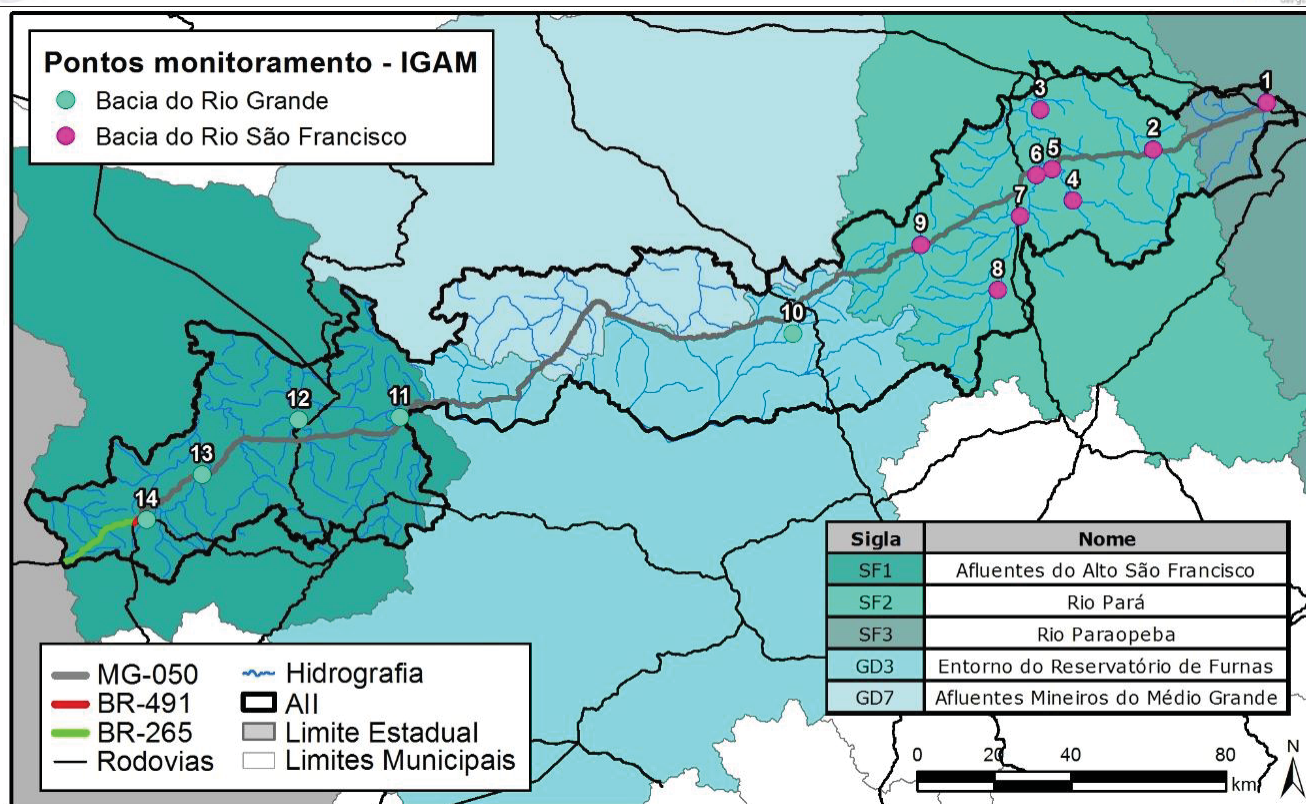 Pontos monitoramento - IGAM
Bacia do Rio Grande
Bacia do Rio São Francisco
1
3
2
6 5
4
7
9
8
10
12
11
13
14
Sigla Nome
SF1 Afluentes do Alto São Francisco
SF2 Rio Pará
SF3 Rio Paraopeba
GD3 Entorno do Reservatório de Furnas
GD7 Afluentes Mineiros do Médio Grande
MG-050 Hidrografia
BR-491 AII
BR-265 Limite Estadual
Rodovias Limites Municipais
0 20 40 80
km
N